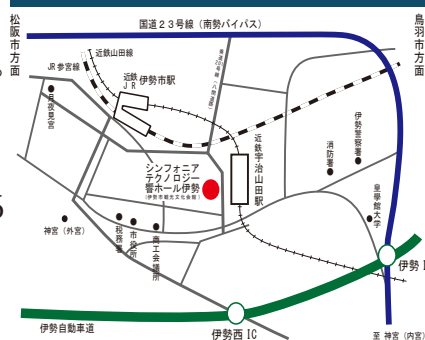 国道23号線（南勢バイパス）
松阪市方面
鳥羽市方面
近鉄山田線
JR参宮線
近鉄
JR
伊勢市駅
月夜見宮
近鉄宇治山田駅
消防署
伊勢警察署
シンフォニア
テクノロジー
響ホール伊勢
（伊勢市観光文化会館）
皇學館大学
神宮（外宮）
税務署
市役所
商工会議所
伊勢I
伊勢自動車道
伊勢西IC
至 神宮（内宮）